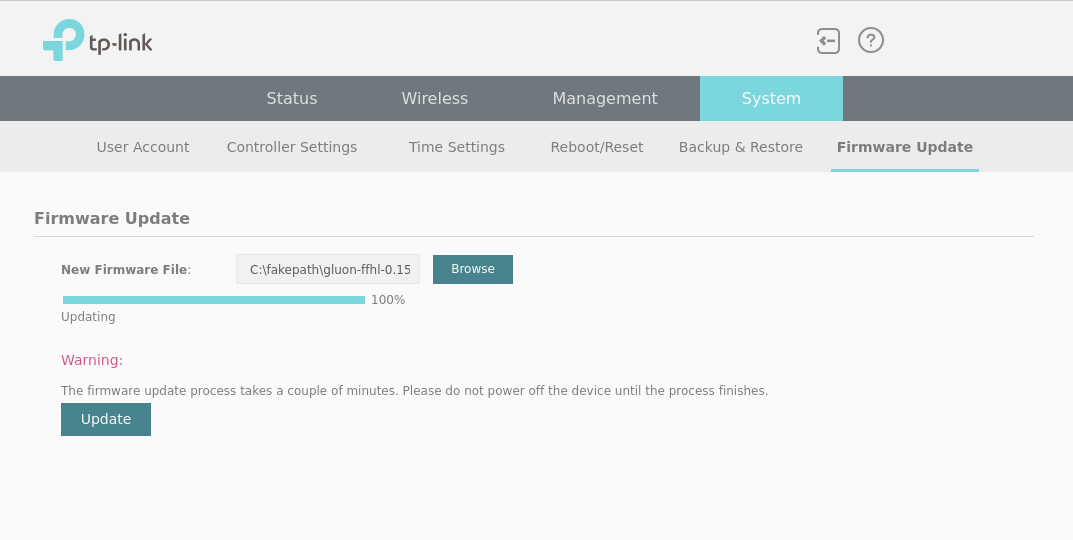 tp-link
Status Wireless Management System
User Account Controller Settings Time Settings Reboot/Reset Backup & Restore Firmware Update
Firmware Update
New Firmware File: C:\fakepath\gluon-ffhl-0.15 Browse
100%
Updating
Warning:
The firmware update process takes a couple of minutes. Please do not power off the device until the process finishes.
Update